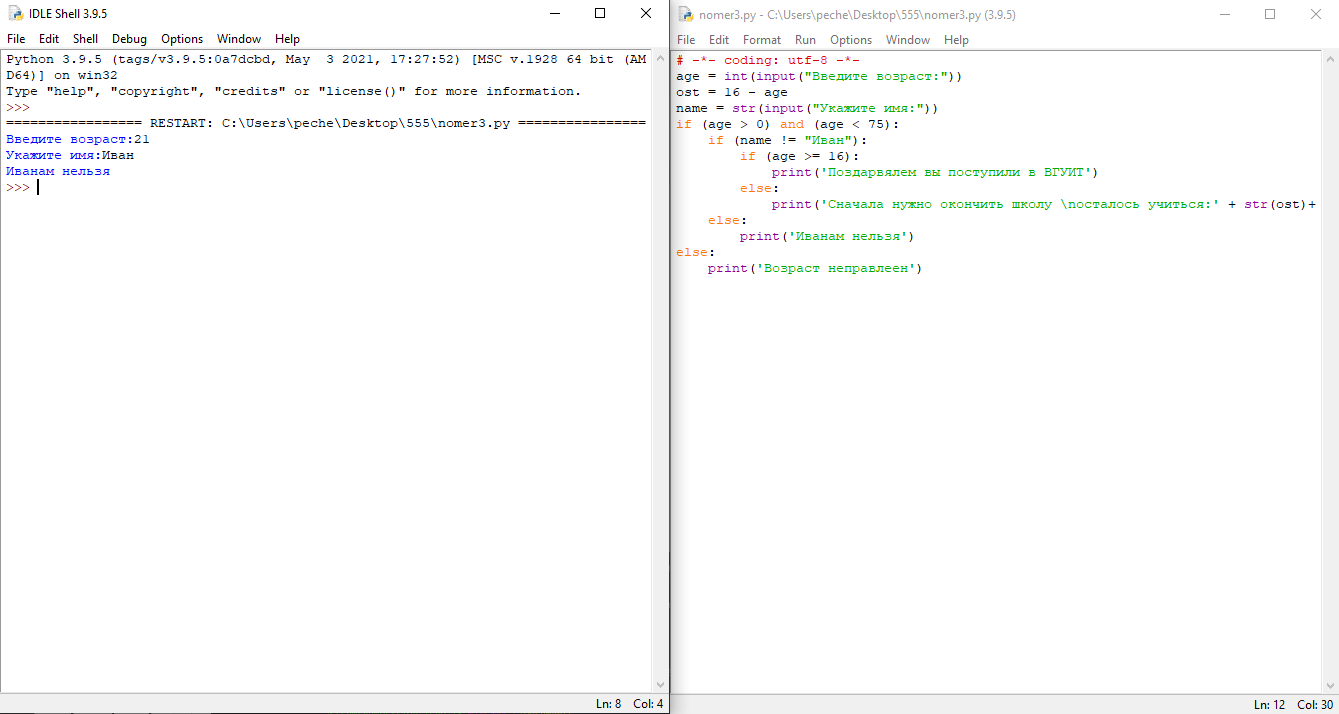 IDLE Shell 3.9.5
File Edit Shell Debug Options Window Help
Python 3.9.5 (tags/v3.9.5:0a7dcbd, May  3 2021, 17:27:52) [MSC v.1928 64 bit (AM
D64)] on win32
Type "help", "copyright", "credits" or "license()" for more information.
>>>
================= RESTART: C:\Users\peche\Desktop\555\nomer3.py ================
Введите возраст:21
Укажите имя:Иван
Иванам нельзя
>>>
Ln: 8 Col: 4
nomer3.py - C:\Users\peche\Desktop\555\nomer3.py (3.9.5)
File Edit Format Run Options Window Help
# -*- coding: utf-8 -*-
age = int(input("Введите возраст:"))
ost = 16 - age
name = str(input("Укажите имя:"))
if (age > 0) and (age < 75):
    if (name != "Иван"):
        if (age >= 16):
            print('Поздарвялем вы поступили в ВГУИТ')
        else:
            print('Сначала нужно окончить школу \nосталось учиться:' + str(ost)+
    else:
        print('Иванам нельзя')
else:
    print('Возраст неправлеен')
Ln: 12 Col: 30